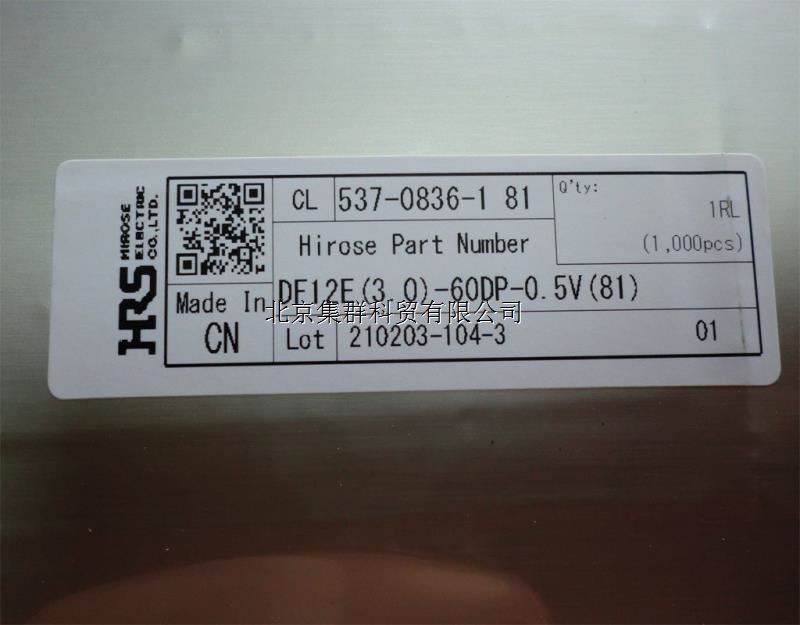 HRS HIROSE ELECTRIC CO.,LTD.
CL 537-0836-1 81
Q'ty: 1RL
(1,000pcs)
Hirose Part Number
DF12E(3.0)-60DP-0.5V(81)
Made In CN
北京集群科贸有限公司
Lot 210203-104-3 01